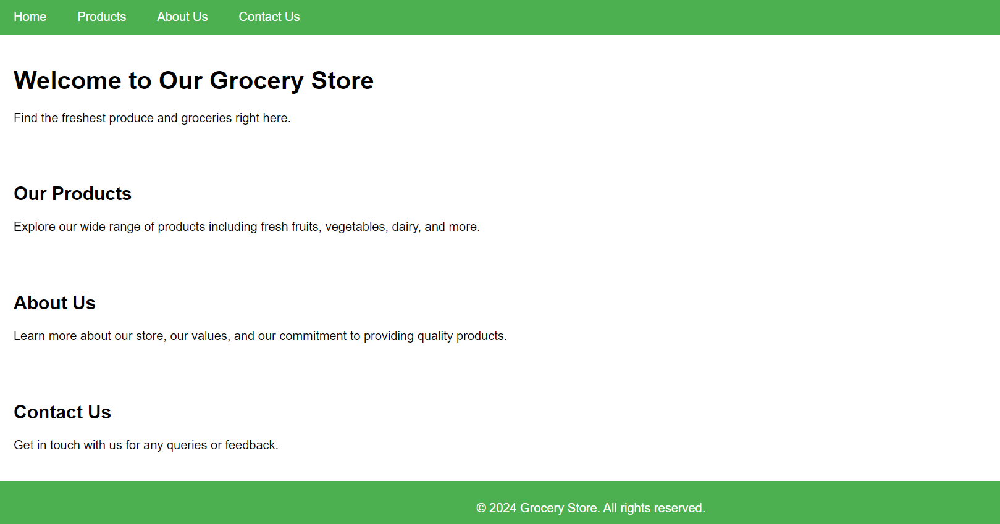 Home Products About Us Contact Us
Welcome to Our Grocery Store
Find the freshest produce and groceries right here.
Our Products
Explore our wide range of products including fresh fruits, vegetables, dairy, and more.
About Us
Learn more about our store, our values, and our commitment to providing quality products.
Contact Us
Get in touch with us for any queries or feedback.
© 2024 Grocery Store. All rights reserved.